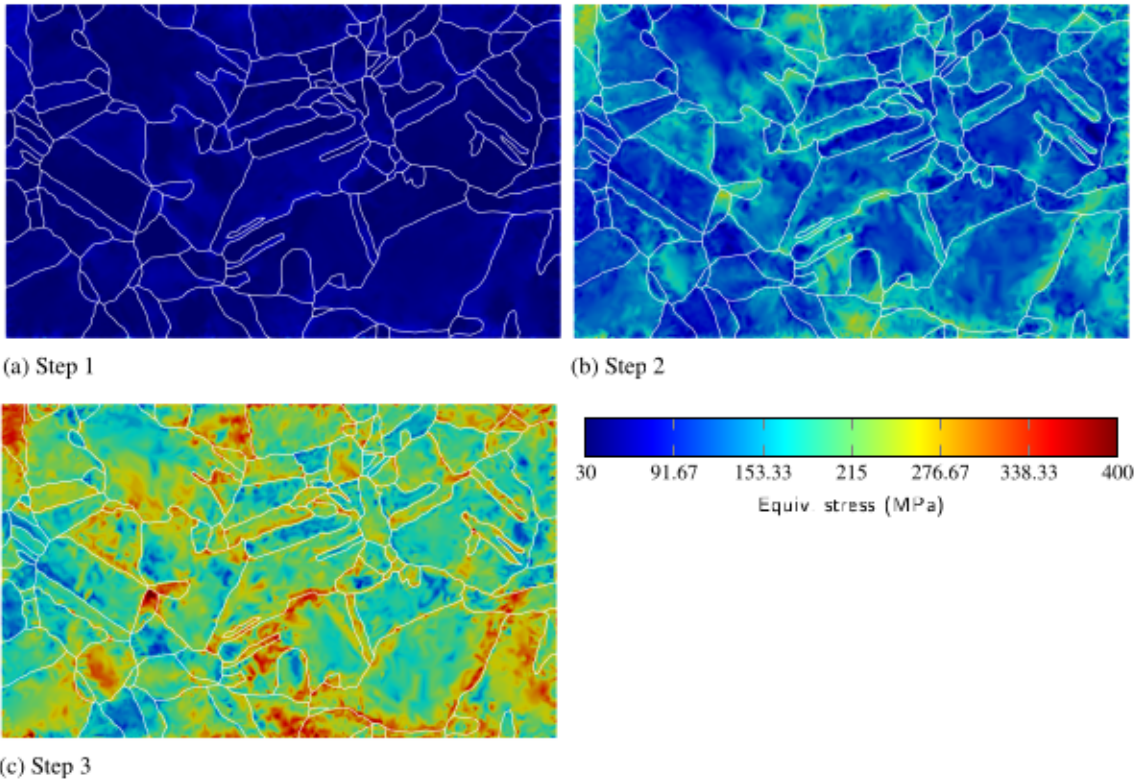 (a) Step 1
(b) Step 2
30 91.67 153.33 215 276.67 338.33 400
Equiv. stress (MPa)
(c) Step 3